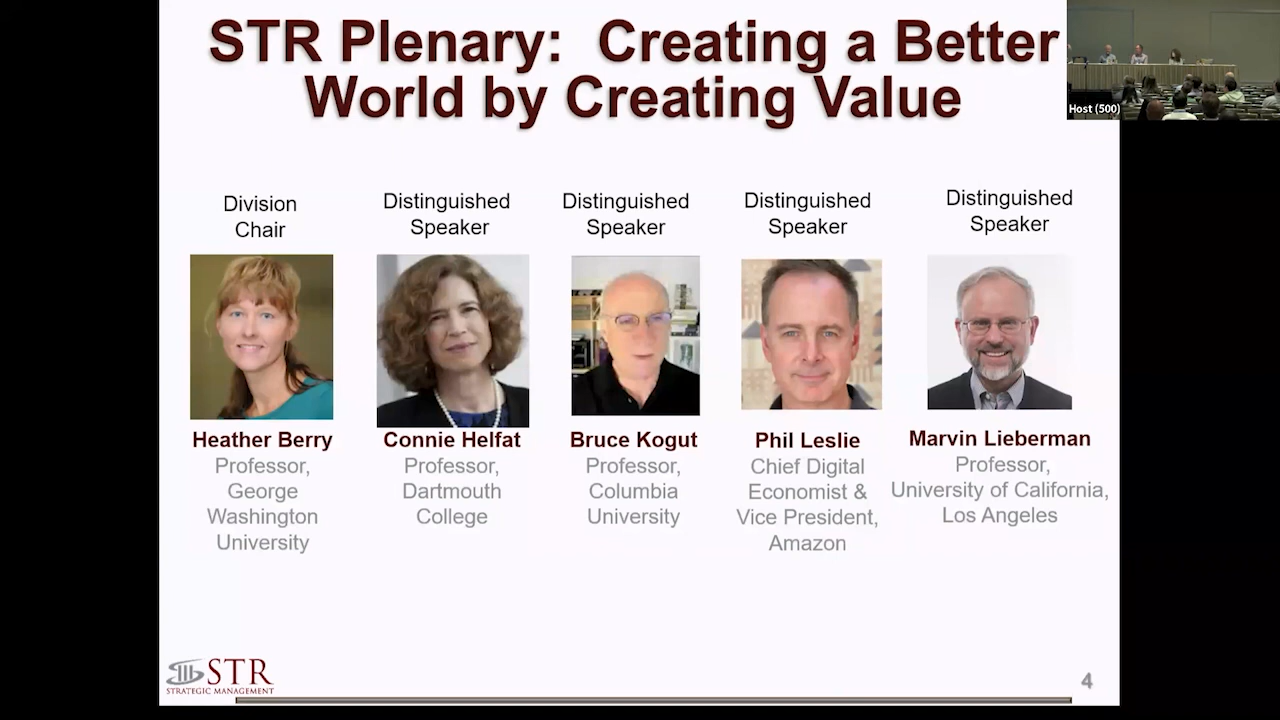 STR Plenary: Creating a Better
World by Creating Value
Host (500)
Division
Chair
Distinguished
Speaker
Distinguished
Speaker
Distinguished
Speaker
Distinguished
Speaker
Heather Berry
Professor,
George
Washington
University
Connie Helfat
Professor,
Dartmouth
College
Bruce Kogut
Professor,
Columbia
University
Phil Leslie
Chief Digital
Economist &
Vice President,
Amazon
Marvin Lieberman
Professor,
University of California,
Los Angeles
STR
STRATEGIC MANAGEMENT
4